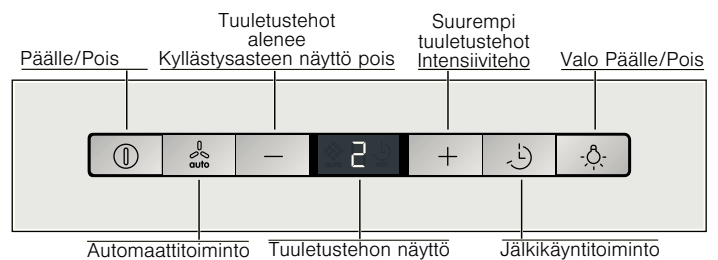 Päälle/Pois
Tuuletustehot
alenee
Kyllästysasteen näyttö pois
Suurempi
tuuletustehot
Intensiiviteho
Valo Päälle/Pois
auto
2
Automaattitoiminto
Tuuletustehon näyttö
Jälkikäyntitoiminto